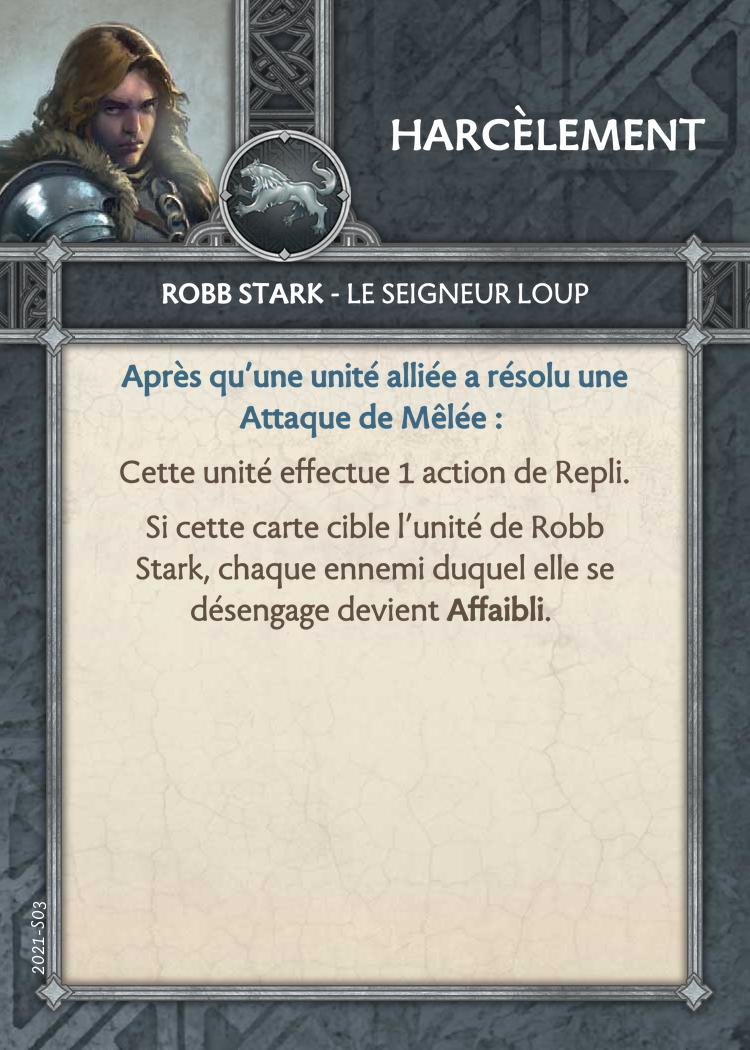 HARCÈLEMENT
ROBB STARK - LE SEIGNEUR LOUP
Après qu'une unité alliée a résolu une
Attaque de Mêlée :
Cette unité effectue 1 action de Repli.
Si cette carte cible l'unité de Robb
Stark, chaque ennemi duquel elle se
désengage devient Affaibli.
2021-S03